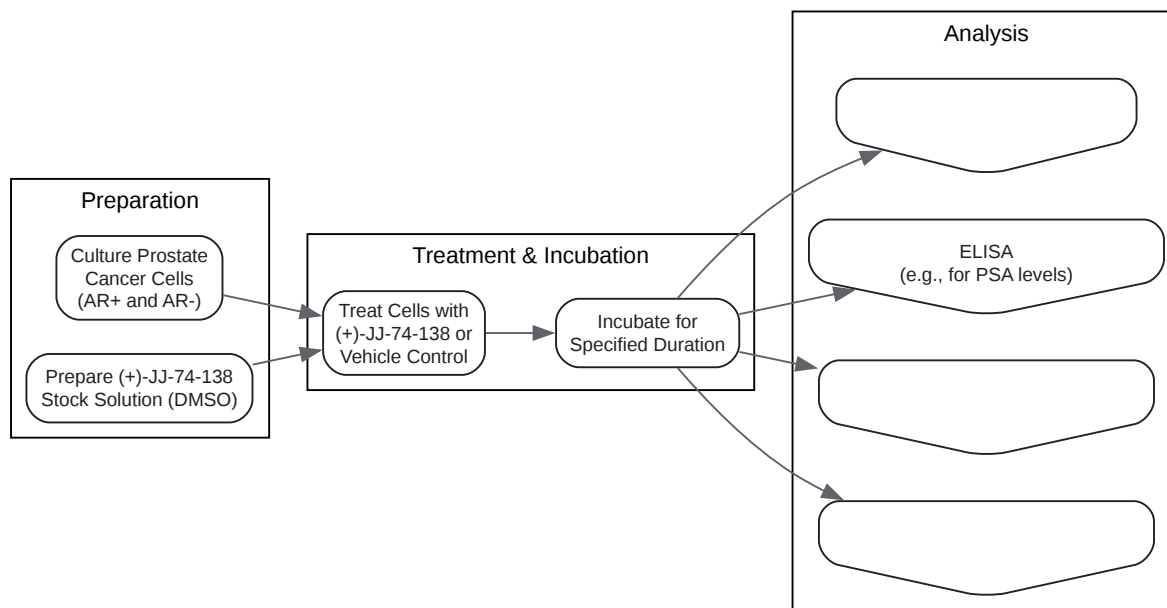 Preparation
Culture Prostate
Cancer Cells
(AR+ and AR-)
Prepare (+)-JJ-74-138
Stock Solution (DMSO)
Treatment & Incubation
Treat Cells with
(+)-JJ-74-138 or
Vehicle Control
Incubate for
Specified Duration
Analysis
ELISA
(e.g., for PSA levels)